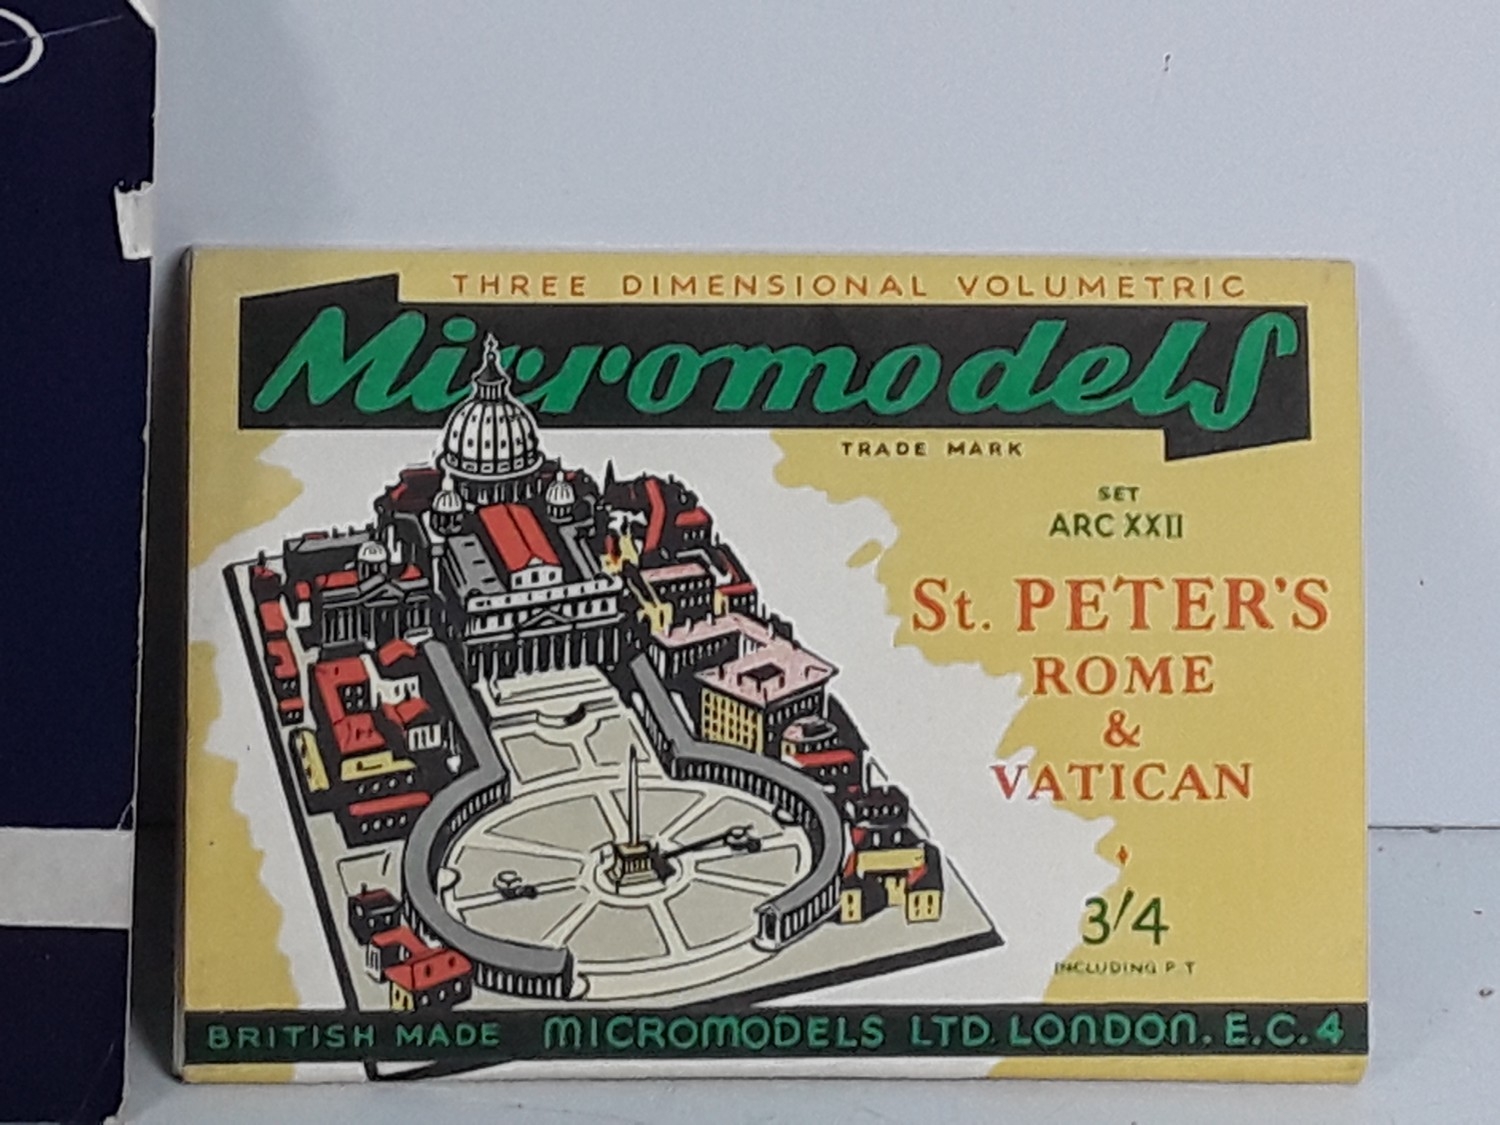 THREE DIMENSIONAL VOLUMETRIC
Micromodels
TRADE MARK
SET
ARC XXII
St. PETER'S
ROME
&
VATICAN
3/4
INCLUDING P.T
BRITISH MADE MICROMODELS LTD. LONDON. E.C.4